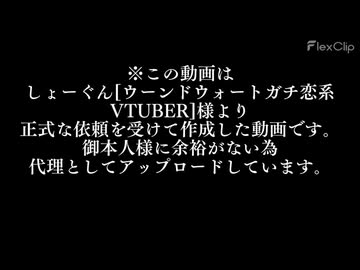 FlexClip
※この動画は
しょーぐん[ウーンドウォートガチ恋系
VTUBER]様より
正式な依頼を受けて作成した動画です。
御本人様に余裕がない為
代理としてアップロードしています。